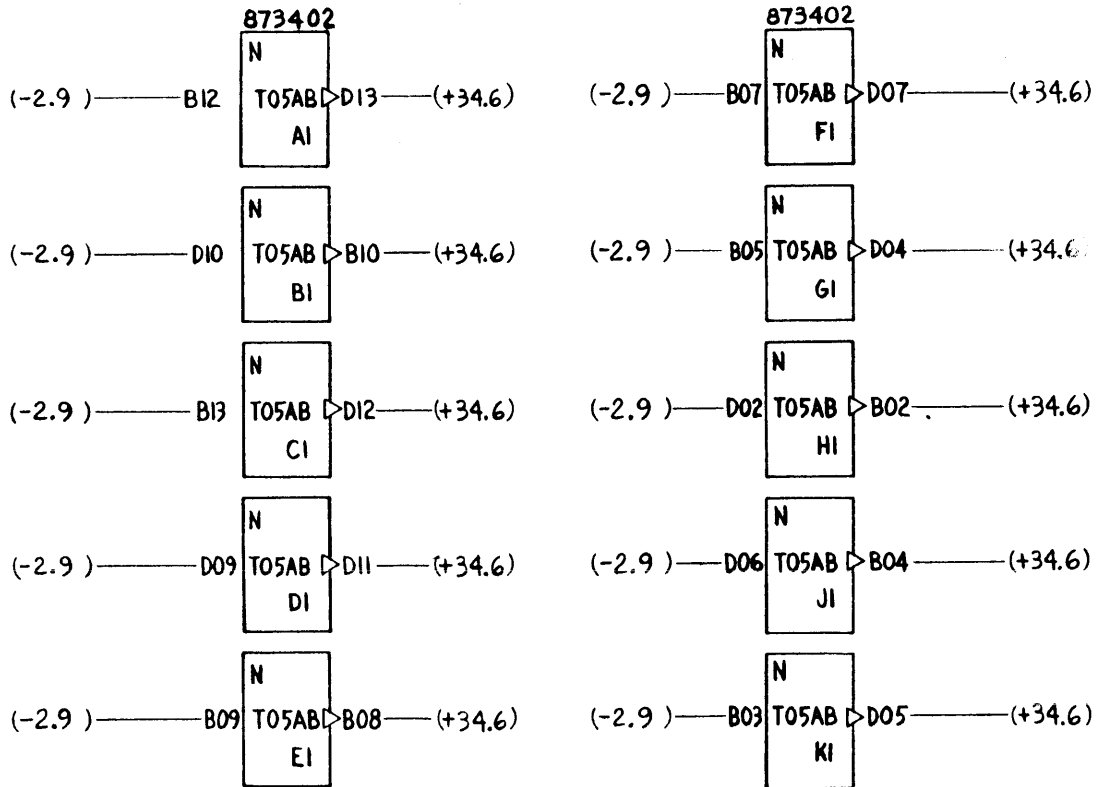 873402
N
(-2.9 ) B12 T05AB D13 (+34.6)
A1
N
(-2.9 ) D10 T05AB B10 (+34.6)
B1
N
(-2.9 ) B13 T05AB D12 (+34.6)
C1
N
(-2.9 ) D09 T05AB D11 (+34.6)
D1
N
(-2.9 ) B09 T05AB B08 (+34.6)
E1
873402
N
(-2.9 ) B07 T05AB D07 (+34.6)
F1
N
(-2.9 ) B05 T05AB D04 (+34.6)
G1
N
(-2.9 ) D02 T05AB B02 (+34.6)
H1
N
(-2.9 ) D06 T05AB B04 (+34.6)
J1
N
(-2.9 ) B03 T05AB D05 (+34.6)
K1